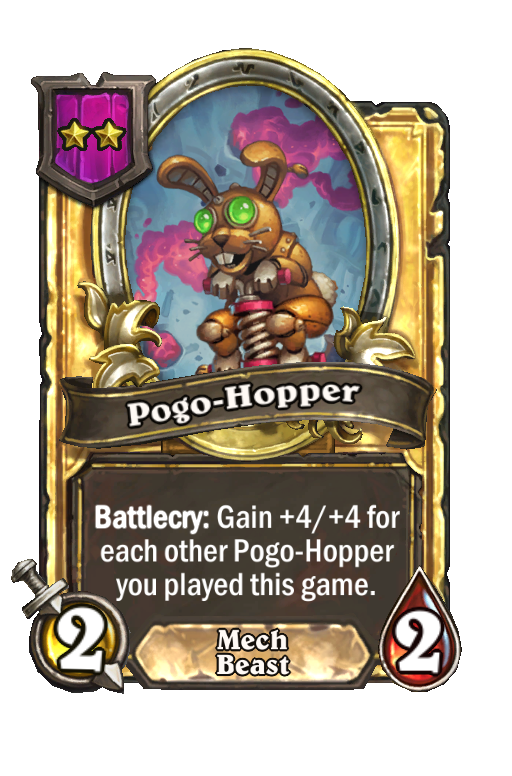 Pogo-Hopper
Battlecry: Gain +4/+4 for
each other Pogo-Hopper
you played this game.
2
Mech
Beast
2